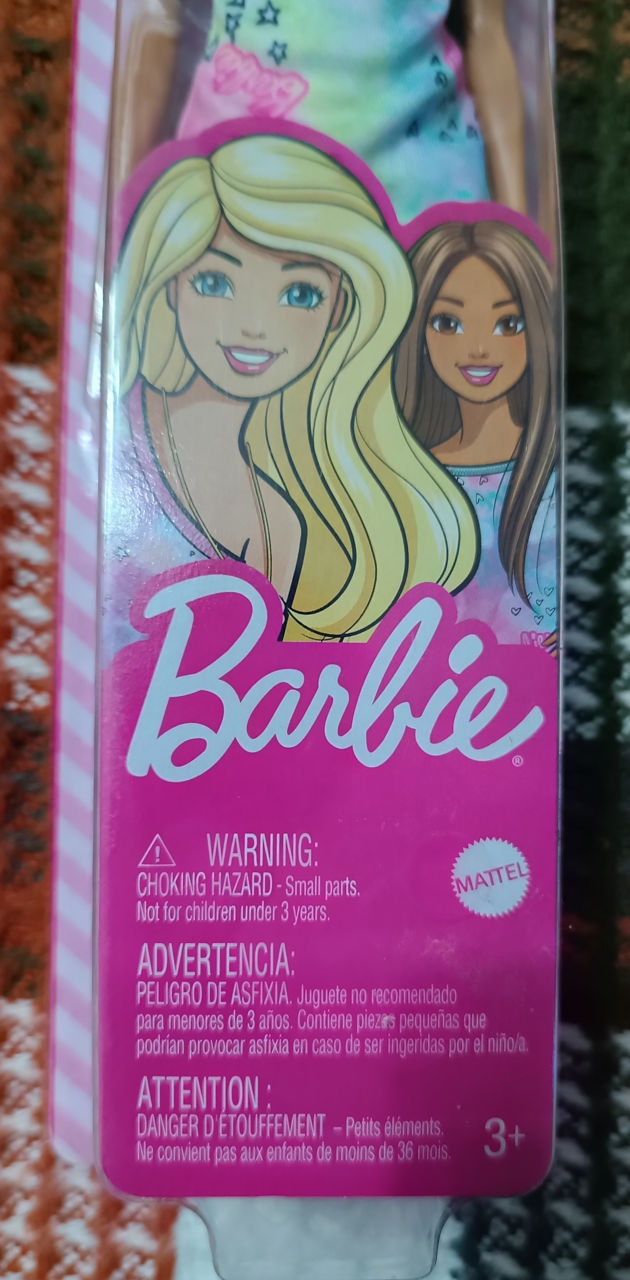 Barbie
Barbie®
WARNING:
CHOKING HAZARD - Small parts.
Not for children under 3 years.
MATTEL
ADVERTENCIA:
PELIGRO DE ASFIXIA. Juguete no recomendado
para menores de 3 años. Contiene piezas pequeñas que
podrían provocar asfixia en caso de ser ingeridas por el niño/a.
ATTENTION :
DANGER D'ÉTOUFFEMENT – Petits éléments.
Ne convient pas aux enfants de moins de 36 mois.
3+